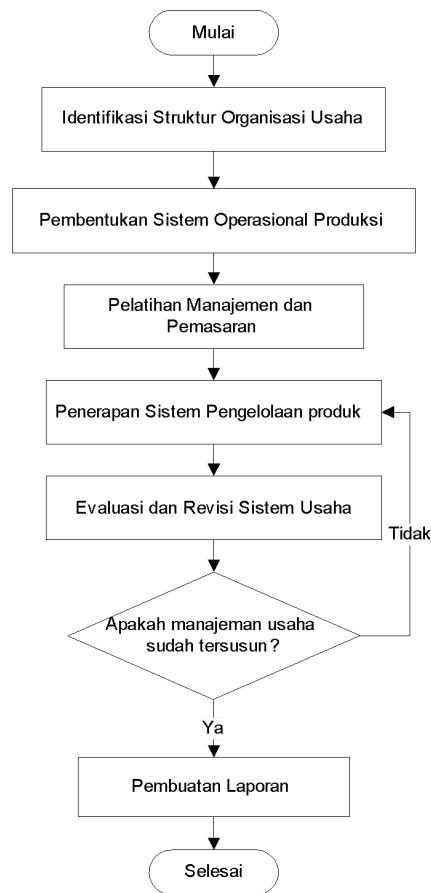 Mulai
Identifikasi Struktur Organisasi Usaha
Pembentukan Sistem Operasional Produksi
Pelatihan Manajemen dan
Pemasaran
Penerapan Sistem Pengelolaan produk
Evaluasi dan Revisi Sistem Usaha
Tidak
Apakah manajeman usaha
sudah tersusun?
Ya
Pembuatan Laporan
Selesai